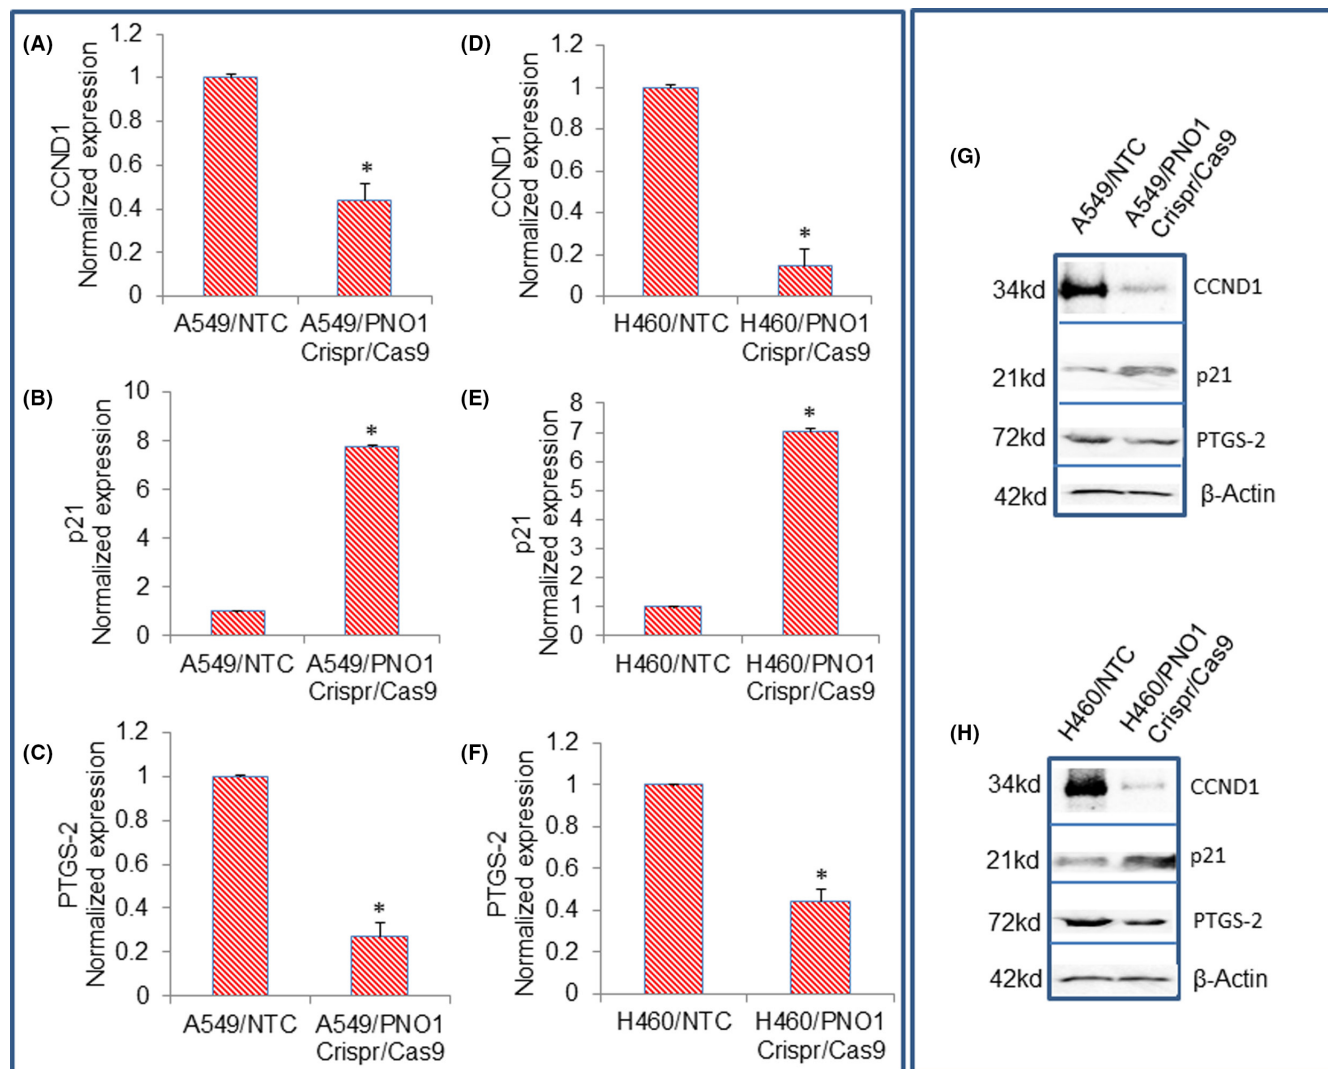 (A)
CCND1
Normalized expression
1.2
1
0.8
0.6
0.4
0.2
0
*
A549/NTC A549/PNO1
Crispr/Cas9
(D)
CCND1
Normalized expression
1.2
1
0.8
0.6
0.4
0.2
0
*
H460/NTC H460/PNO1
Crispr/Cas9
(B)
p21
Normalized expression
10
8
6
4
2
0
*
A549/NTC A549/PNO1
Crispr/Cas9
(E)
p21
Normalized expression
8
7
6
5
4
3
2
1
0
*
H460/NTC H460/PNO1
Crispr/Cas9
(C)
PTGS-2
Normalized expression
1.2
1
0.8
0.6
0.4
0.2
0
*
A549/NTC A549/PNO1
Crispr/Cas9
(F)
PTGS-2
Normalized expression
1.2
1
0.8
0.6
0.4
0.2
0
*
H460/NTC H460/PNO1
Crispr/Cas9
(G)
A549/NTC
A549/PNO1
Crispr/Cas9
34kd CCND1
21kd p21
72kd PTGS-2
42kd β-Actin
(H)
H460/NTC
H460/PNO1
Crispr/Cas9
34kd CCND1
21kd p21
72kd PTGS-2
42kd β-Actin